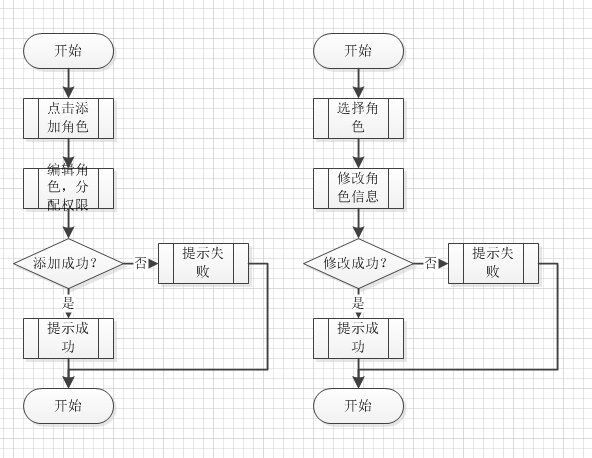 开始
点击添
加角色
编辑角
色，分
配权限
添加成功？
否
提示失
败
是
提示成
功
开始
开始
选择角
色
修改角
色信息
修改成功？
否
提示失
败
是
提示成
功
开始